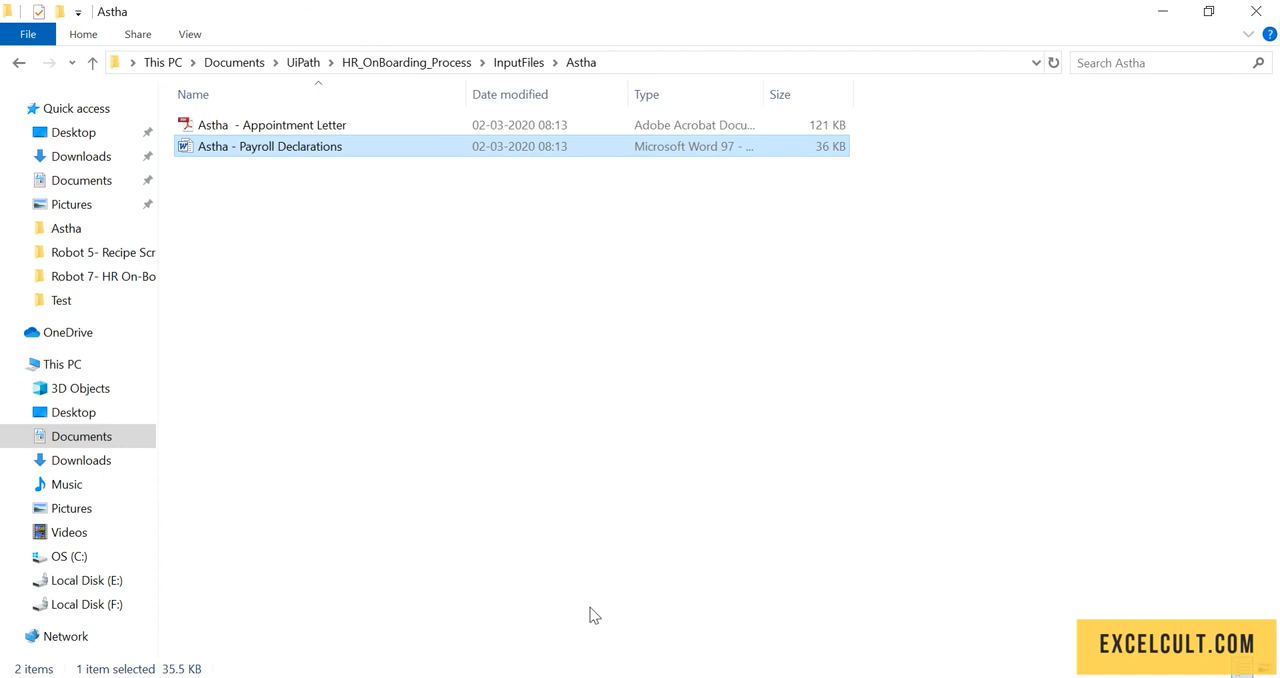 Astha
File Home Share View
This PC > Documents > UiPath > HR_OnBoarding_Process > InputFiles > Astha
Search Astha
Name Date modified Type Size
Astha  - Appointment Letter 02-03-2020 08:13 Adobe Acrobat Docu... 121 KB
Astha - Payroll Declarations 02-03-2020 08:13 Microsoft Word 97 - ... 36 KB
Quick access
Desktop
Downloads
Documents
Pictures
Astha
Robot 5- Recipe Scr
Robot 7- HR On-Bo
Test
OneDrive
This PC
3D Objects
Desktop
Documents
Downloads
Music
Pictures
Videos
OS (C:)
Local Disk (E:)
Local Disk (F:)
Network
2 items 1 item selected 35.5 KB
EXCELCULT.COM